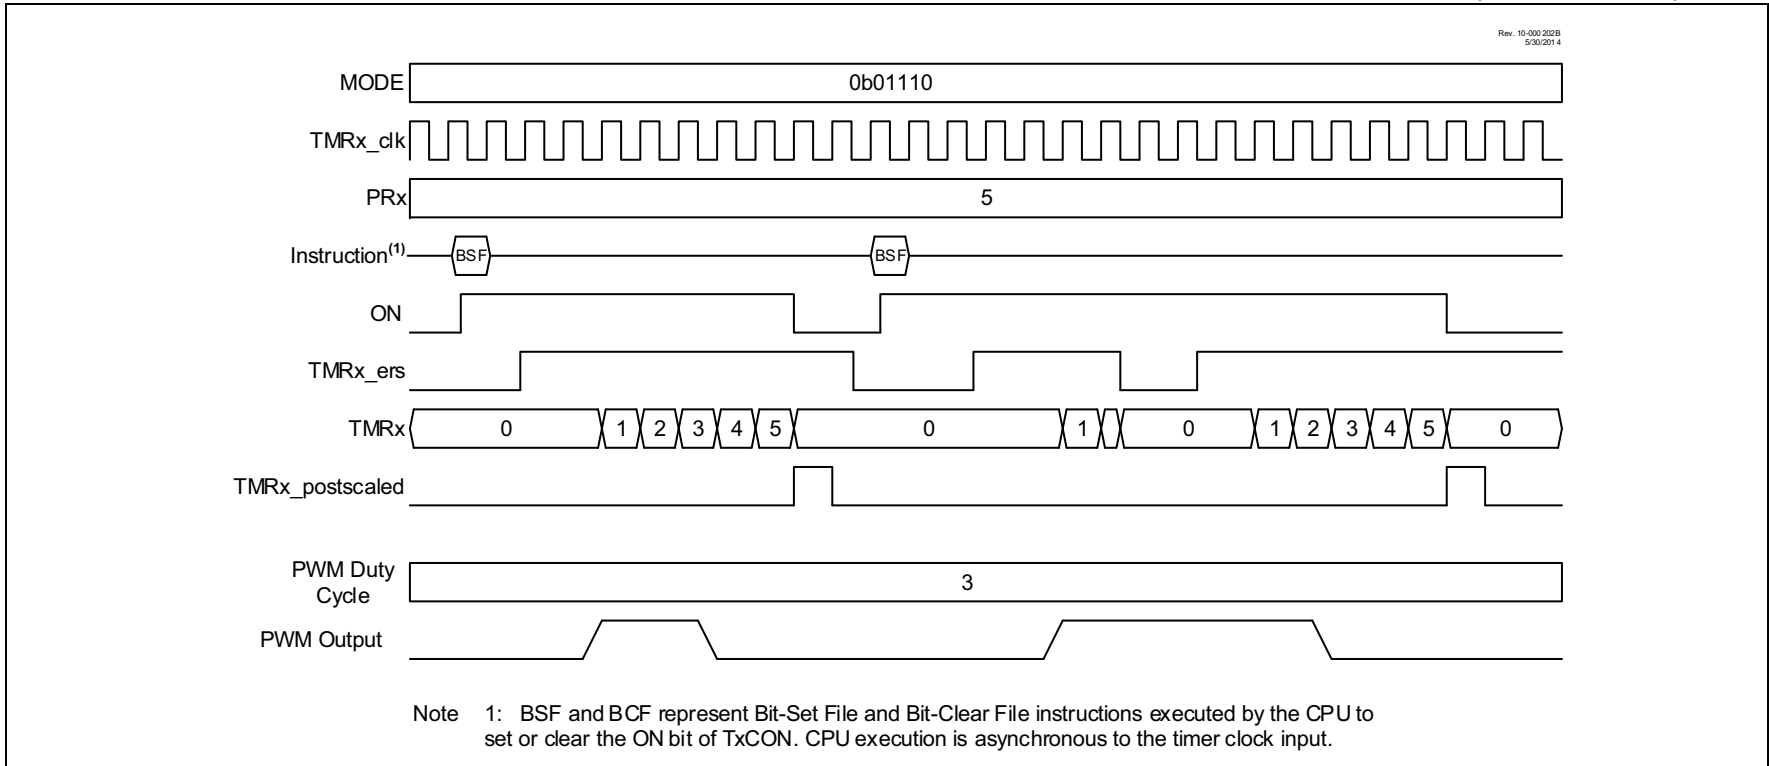 Rev. 10-000 202B
5/30/201 4
MODE 0b01110
TMRx_clk
PRx 5
Instruction(1) BSF BSF
ON
TMRx_ers
TMRx 0 1 2 3 4 5 0 1 0 1 2 3 4 5 0
TMRx_postscaled
PWM Duty
Cycle 3
PWM Output
Note 1: BSF and BCF represent Bit-Set File and Bit-Clear File instructions executed by the CPU to
set or clear the ON bit of TxCON. CPU execution is asynchronous to the timer clock input.